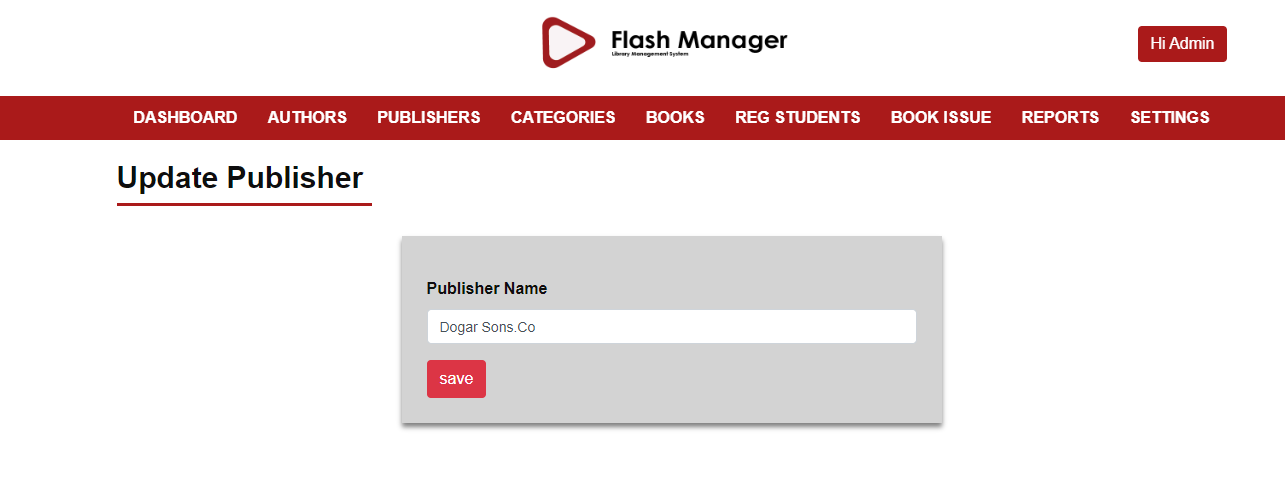 Flash Manager
Library Management System
Hi Admin
DASHBOARD AUTHORS PUBLISHERS CATEGORIES BOOKS REG STUDENTS BOOK ISSUE REPORTS SETTINGS
Update Publisher
Publisher Name
Dogar Sons.Co
save